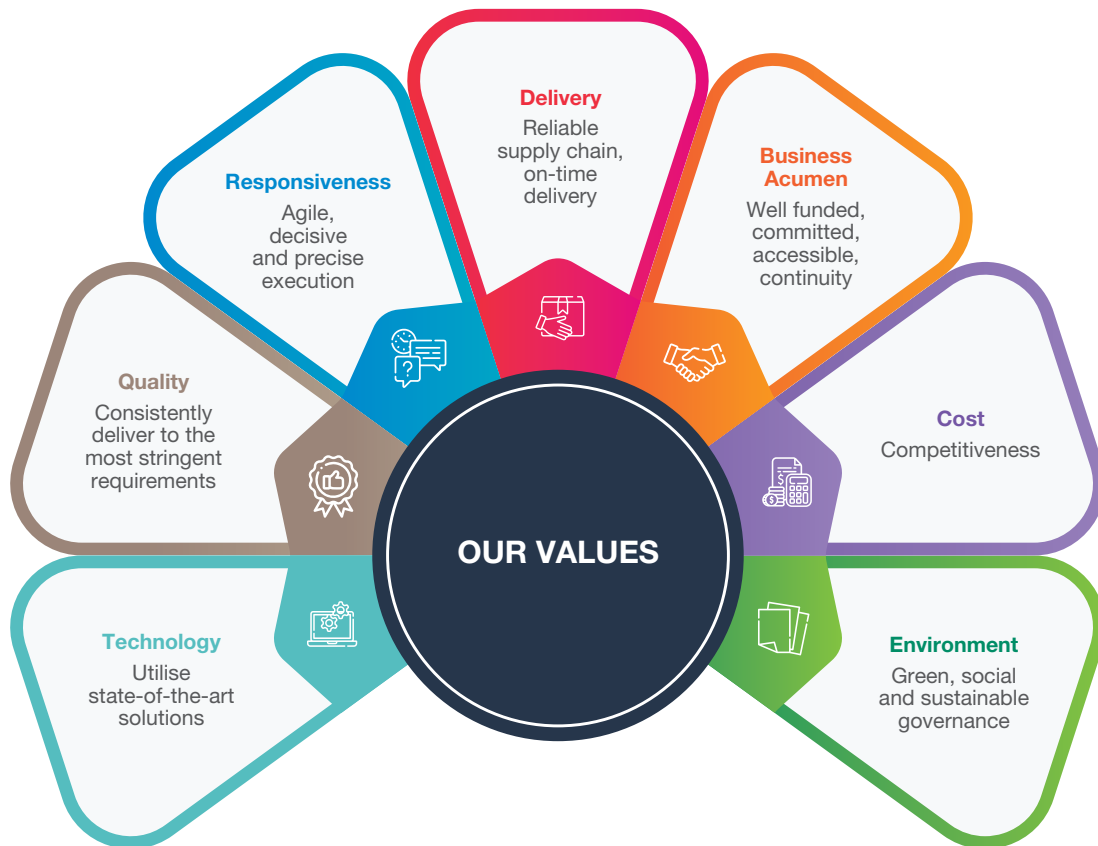 Delivery
Reliable
supply chain,
on-time
delivery
Business
Acumen
Well funded,
committed,
accessible,
continuity
Responsiveness
Agile,
decisive
and precise
execution
Quality
Consistently
deliver to the
most stringent
requirements
Cost
Competitiveness
OUR VALUES
Technology
Utilise
state-of-the-art
solutions
Environment
Green, social
and sustainable
governance
?
$
$